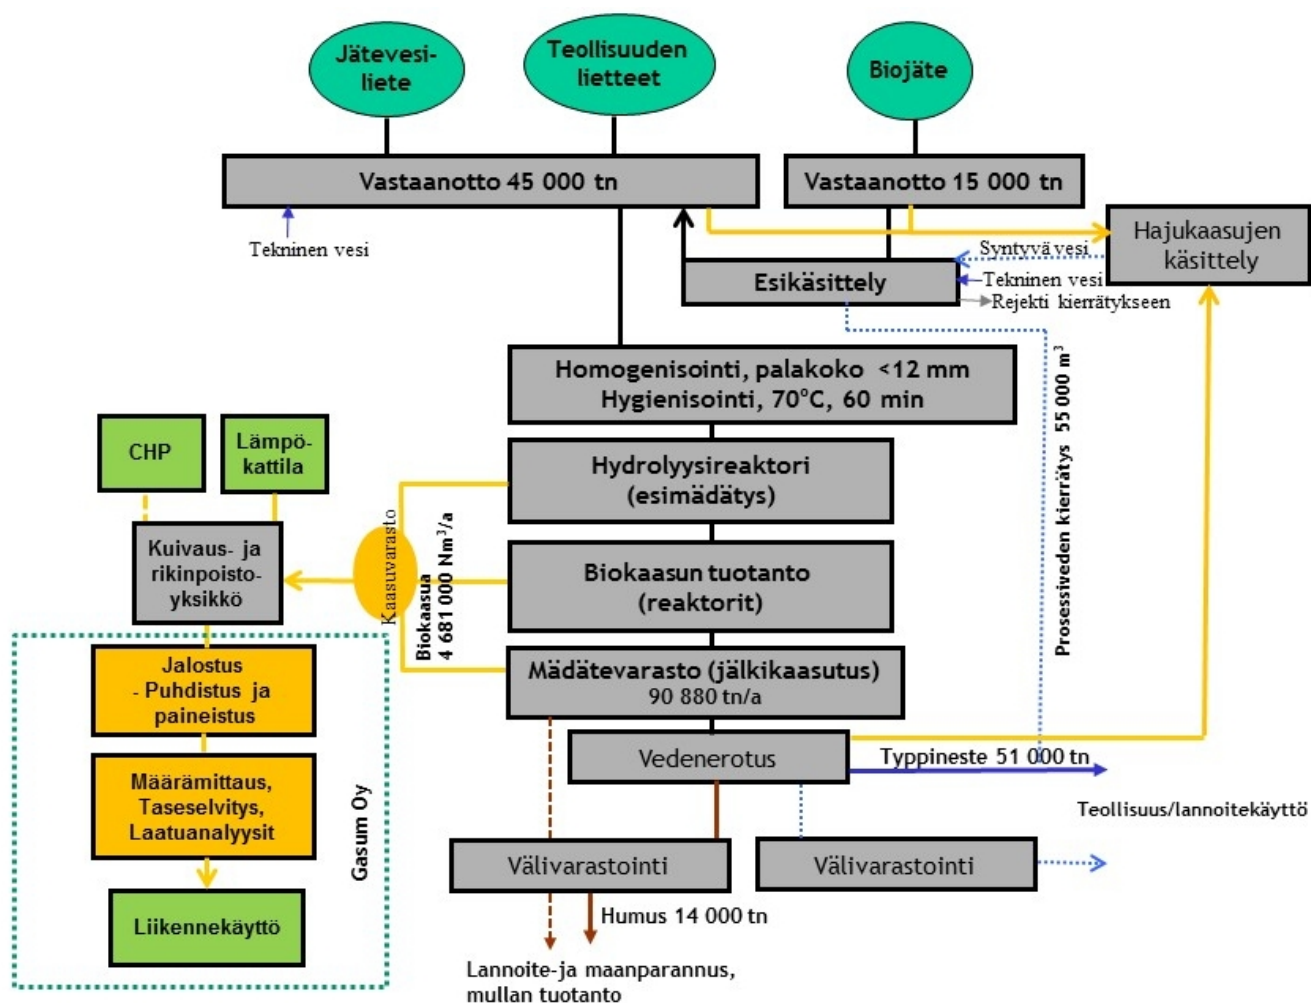 Jätevesi-
liete
Teollisuuden
lietteet
Biojäte
Vastaanotto 45 000 tn
Vastaanotto 15 000 tn
Tekninen vesi
Hajukaasujen
käsittely
Syntyvä vesi
Esikäsittely
Tekninen vesi
Rejekti kierrätykseen
Homogenisointi, palakoko <12 mm
Hygienisointi, 70°C, 60 min
Prosessiveden kierrätys 55 000 m³
CHP
Lämpö-
kattila
Hydrolyysireaktori
(esimädätys)
Kuivaus- ja
rikinpoisto-
yksikkö
Kaasuvarasto
Biokaasua
4 681 000 Nm³/a
Biokaasun tuotanto
(reaktorit)
Jalostus
- Puhdistus ja
paineistus
Mädätevarasto (jälkikaasutus)
90 880 tn/a
Vedenerotus
Typpineste 51 000 tn
Määrämittaus,
Taseselvitys,
Laatuanalyysit
Gasum Oy
Teollisuus/lannoitekäyttö
Välivarastointi
Välivarastointi
Liikennekäyttö
Humus 14 000 tn
Lannoite-ja maanparannus,
mullan tuotanto